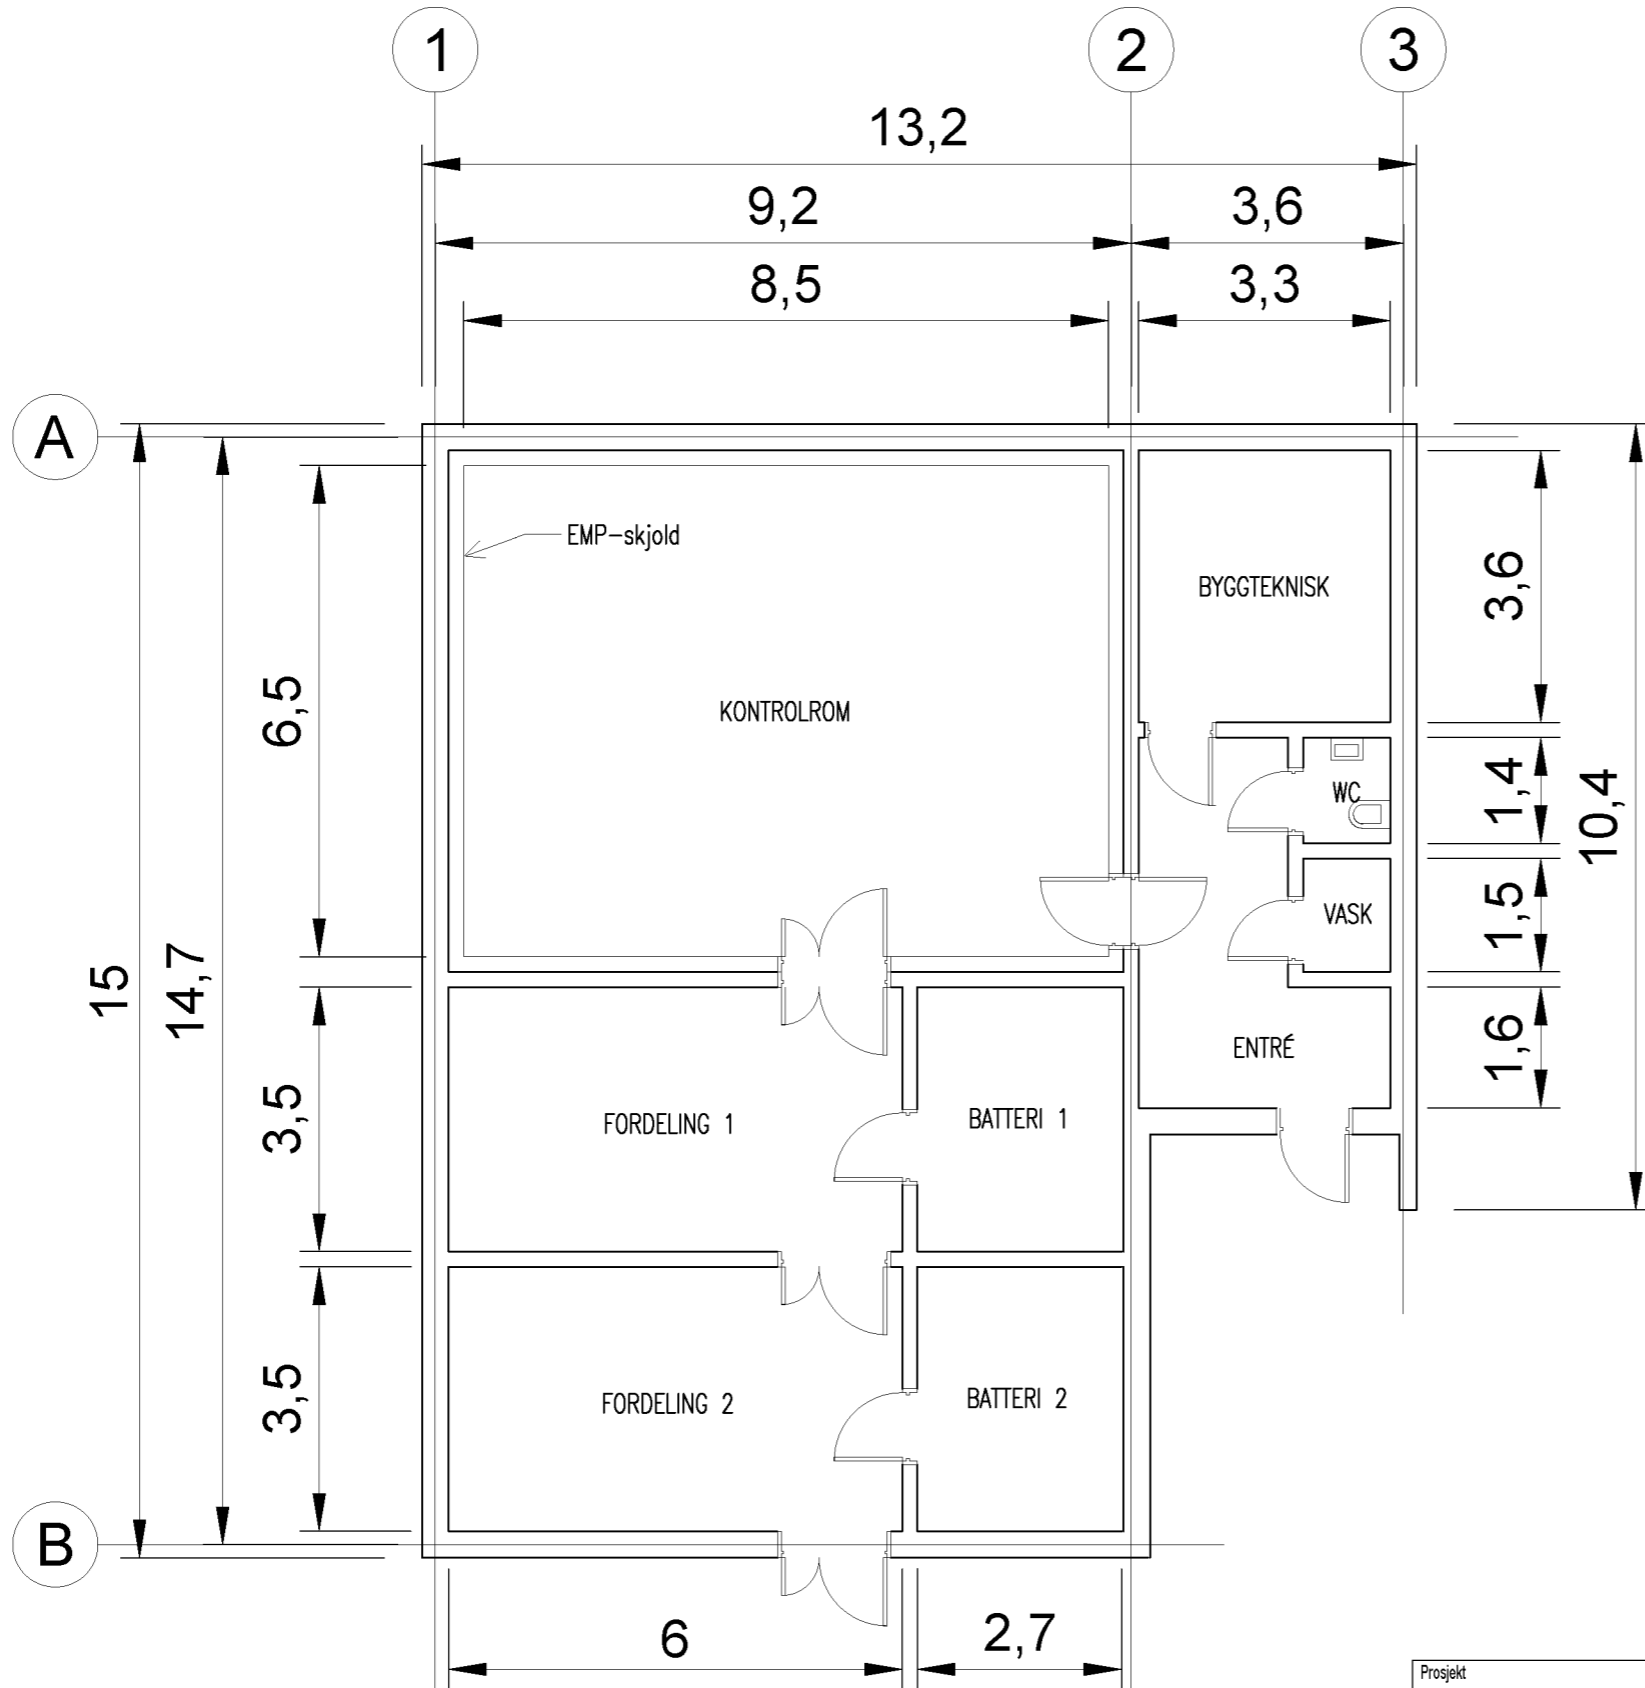 1
2
3
13,2
9,2
3,6
8,5
3,3
A
EMP-skjold
BYGGTEKNISK
3,6
6,5
KONTROLROM
WC
1,4
10,4
VASK
1,5
15
14,7
ENTRÉ
1,6
3,5
FORDELING 1
BATTERI 1
3,5
FORDELING 2
BATTERI 2
B
6
2,7
Prosjekt